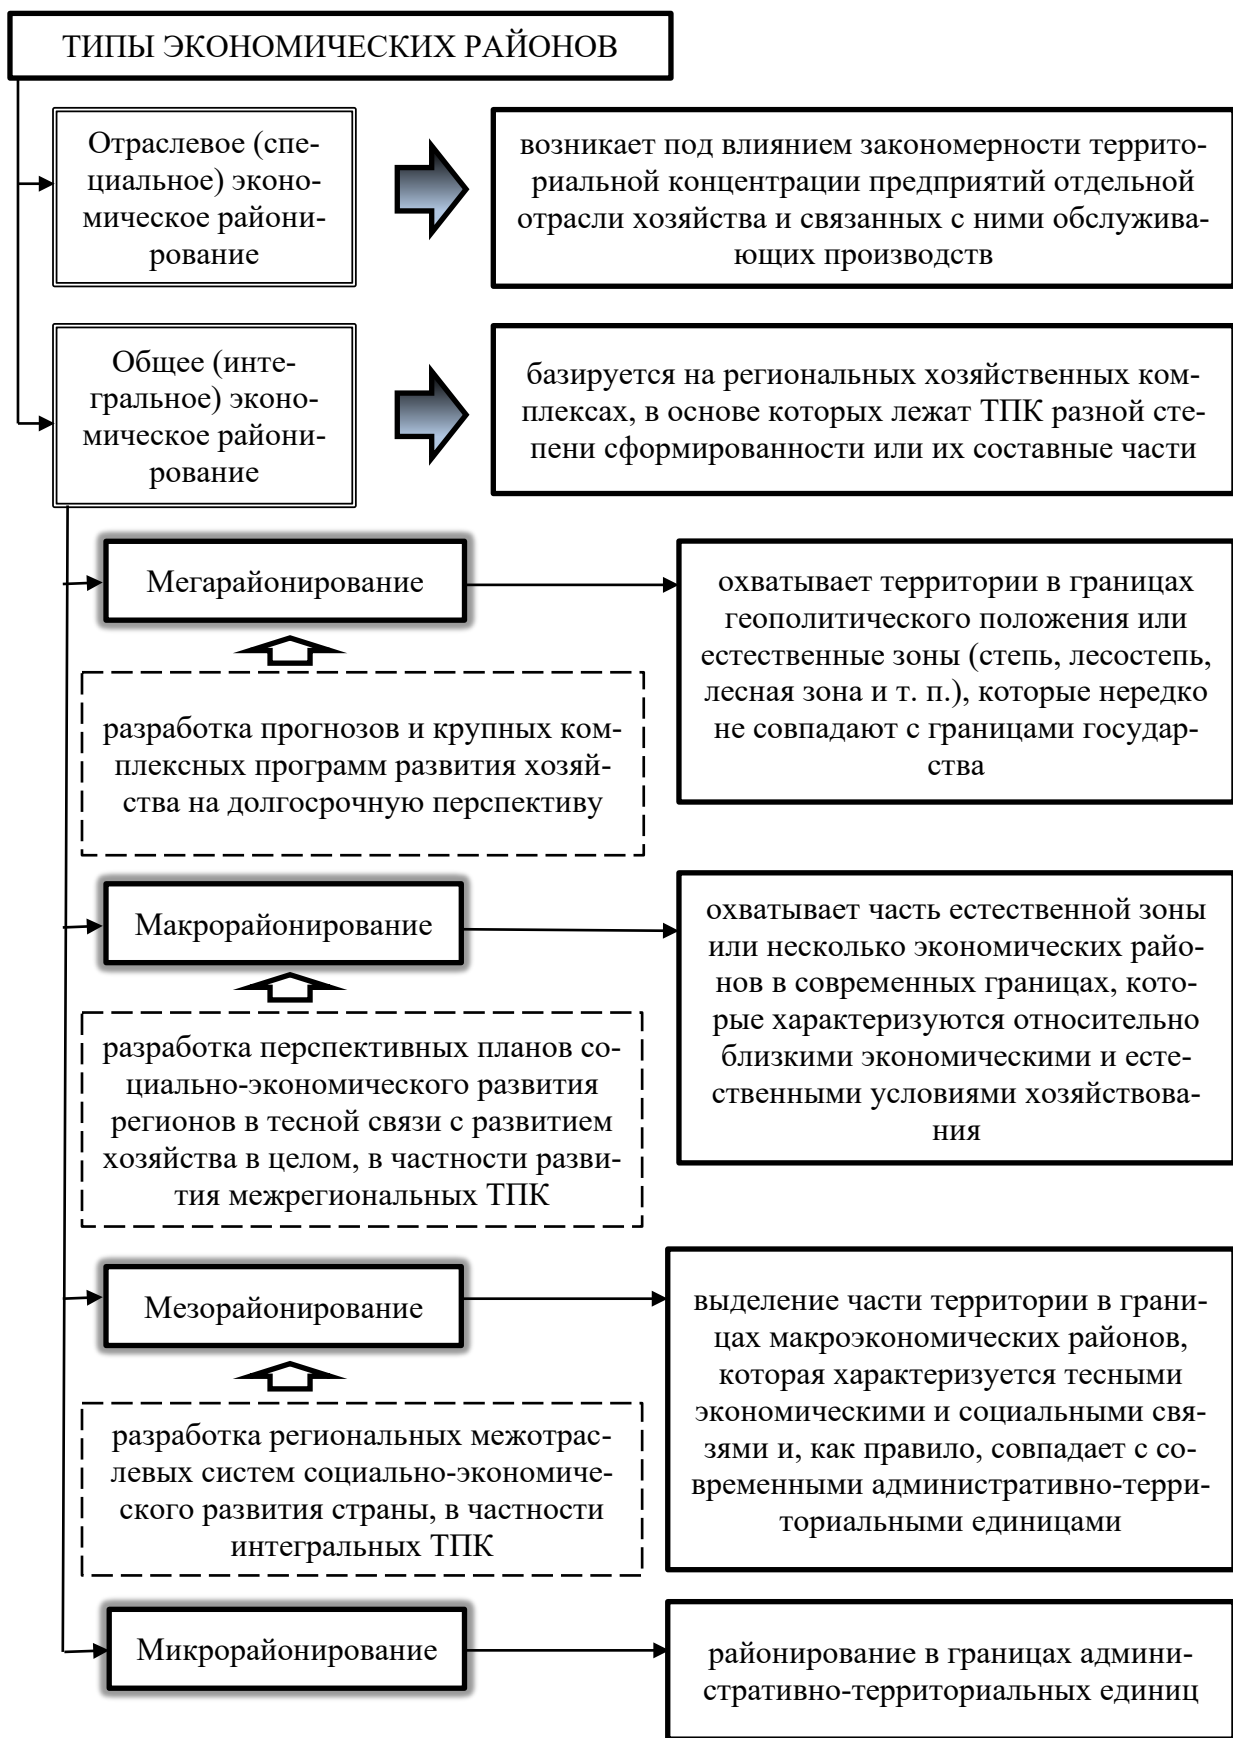 ТИПЫ ЭКОНОМИЧЕСКИХ РАЙОНОВ
Отраслевое (спе-
циальное) эконо-
мическое райони-
рование
возникает под влиянием закономерности террито-
риальной концентрации предприятий отдельной
отрасли хозяйства и связанных с ними обслужива-
ющих производств
Общее (инте-
гральное) эконо-
мическое райони-
рование
базируется на региональных хозяйственных ком-
плексах, в основе которых лежат ТПК разной сте-
пени сформированности или их составные части
Мегарайонирование
охватывает территории в границах
геополитического положения или
естественные зоны (степь, лесостепь,
лесная зона и т. п.), которые нередко
не совпадают с границами государ-
ства
разработка прогнозов и крупных ком-
плексных программ развития хозяй-
ства на долгосрочную перспективу
Макрорайонирование
охватывает часть естественной зоны
или несколько экономических райо-
нов в современных границах, кото-
рые характеризуются относительно
близкими экономическими и есте-
ственными условиями хозяйствова-
ния
разработка перспективных планов со-
циально-экономического развития
регионов в тесной связи с развитием
хозяйства в целом, в частности разви-
тия межрегиональных ТПК
Мезорайонирование
выделение части территории в грани-
цах макроэкономических районов,
которая характеризуется тесными
экономическими и социальными свя-
зями и, как правило, совпадает с со-
временными административно-терри-
ториальными единицами
разработка региональных межотрас-
левых систем социально-экономиче-
ского развития страны, в частности
интегральных ТПК
Микрорайонирование
районирование в границах админи-
стративно-территориальных единиц